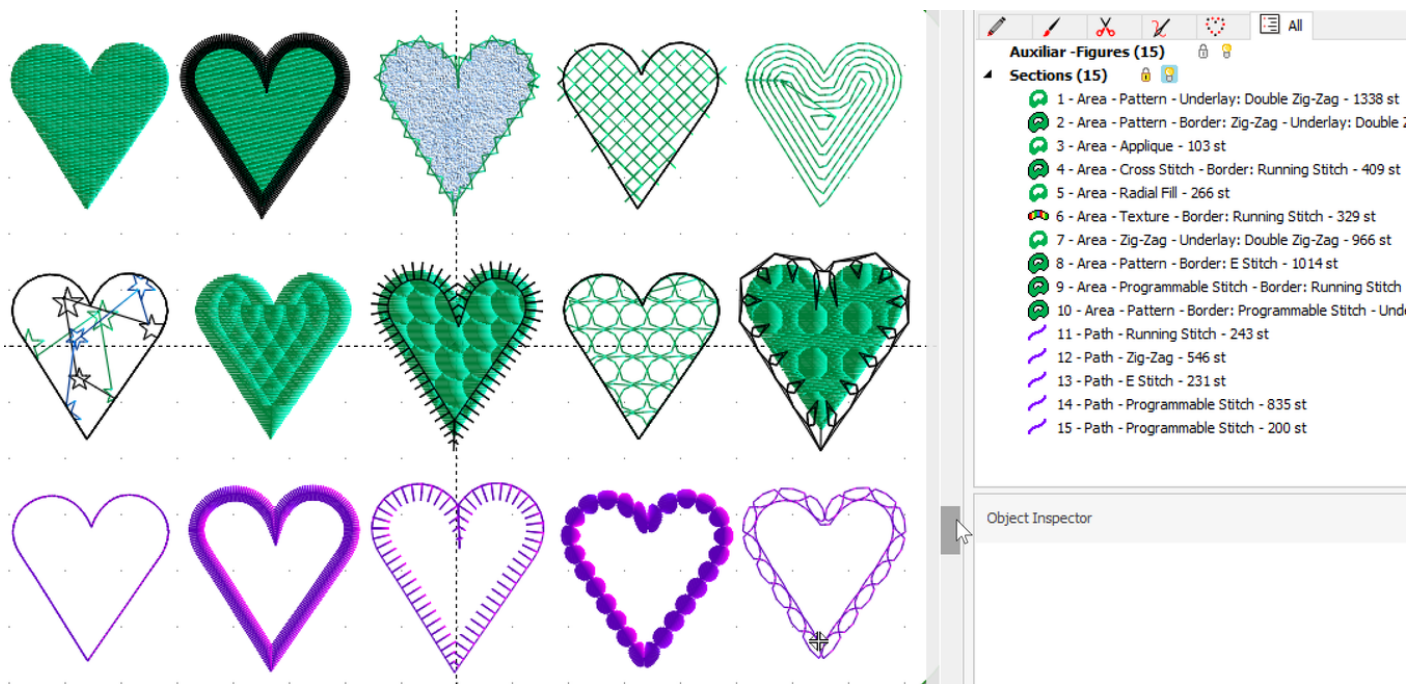 All
Auxiliar -Figures (15)
Sections (15)
1 - Area - Pattern - Underlay: Double Zig-Zag - 1338 st
2 - Area - Pattern - Border: Zig-Zag - Underlay: Double
3 - Area - Applique - 103 st
4 - Area - Cross Stitch - Border: Running Stitch - 409 st
5 - Area - Radial Fill - 266 st
6 - Area - Texture - Border: Running Stitch - 329 st
7 - Area - Zig-Zag - Underlay: Double Zig-Zag - 966 st
8 - Area - Pattern - Border: E Stitch - 1014 st
9 - Area - Programmable Stitch - Border: Running Stitch
10 - Area - Pattern - Border: Programmable Stitch -
11 - Path - Running Stitch - 243 st
12 - Path - Zig-Zag - 546 st
13 - Path - E Stitch - 231 st
14 - Path - Programmable Stitch - 835 st
15 - Path - Programmable Stitch - 200 st
Object Inspector